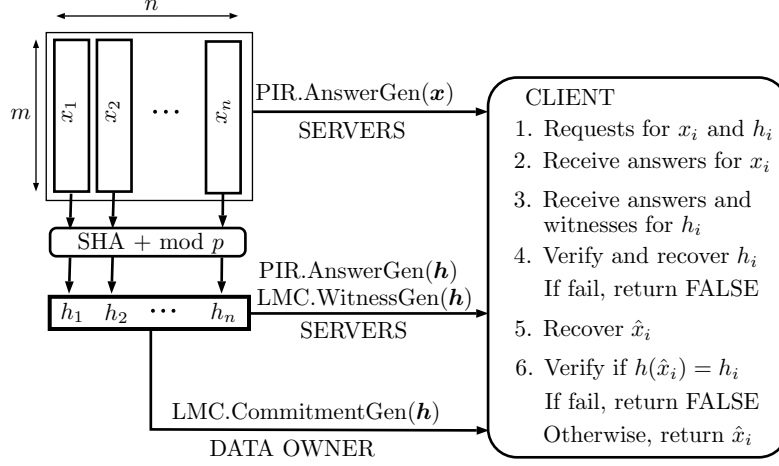 n
m
x_1
x_2
⋯
x_n
SHA + mod p
h_1 h_2 ⋯ h_n
PIR.AnswerGen(x)
SERVERS
PIR.AnswerGen(h)
LMC.WitnessGen(h)
SERVERS
LMC.CommitmentGen(h)
DATA OWNER
CLIENT
1. Requests for x_i and h_i
2. Receive answers for x_i
3. Receive answers and
witnesses for h_i
4. Verify and recover h_i
If fail, return FALSE
5. Recover x̂_i
6. Verify if h(x̂_i) = h_i
If fail, return FALSE
Otherwise, return x̂_i